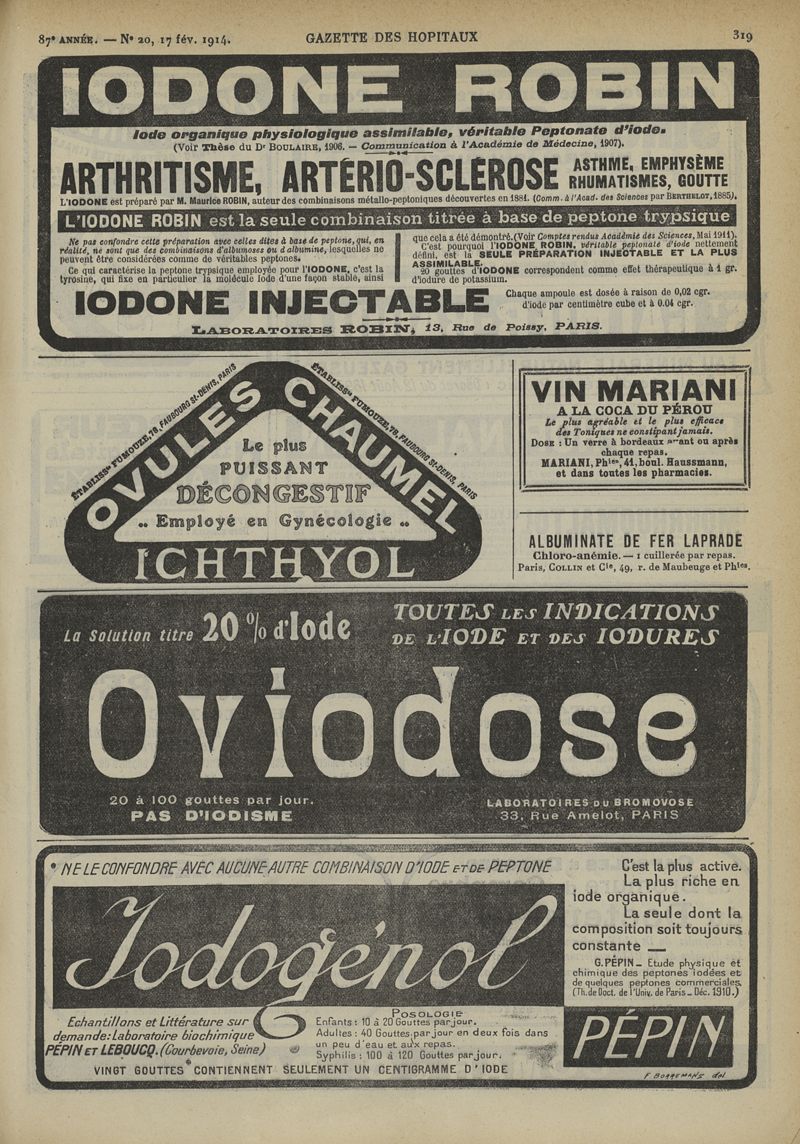 87e ANNÉE. — No 20, 17 fév. 1914.
GAZETTE DES HOPITAUX
319
IODONE ROBIN
Iode organique physiologique assimilable, véritable Peptonate d'iode.
(Voir Thèse du Dr BOULAIRE, 1906. — Communication à l'Académie de Médecine, 1907).
ARTHRITISME, ARTÉRIO-SCLÉROSE
ASTHME, EMPHYSÈME
RHUMATISMES, GOUTTE
L'IODONE est préparé par M. Maurice ROBIN, auteur des combinaisons métallo-peptoniques découvertes en 1881. (Comm. à l'Acad. des Sciences par BERTHELOT, 1885).
L'IODONE ROBIN est la seule combinaison titrée à base de peptone trypsique
Ne pas confondre cette préparation avec celles dites à base de peptone, qui, en
réalité, ne sont que des combinaisons d'albumoses ou d'albumine, lesquelles ne
peuvent être considérées comme de véritables peptones.
Ce qui caractérise la peptone trypsique employée pour l'IODONE, c'est la
tyrosine, qui fixe en particulier la molécule Iode d'une façon stable, ainsi
que cela a été démontré. (Voir Comptes rendus Académie des Sciences, Mai 1911).
C'est pourquoi l'IODONE ROBIN, véritable peptonate d'iode nettement
défini, est la SEULE PRÉPARATION INJECTABLE ET LA PLUS
ASSIMILABLE.
20 gouttes d'IODONE correspondent comme effet thérapeutique à 1 gr.
d'iodure de potassium.
IODONE INJECTABLE
Chaque ampoule est dosée à raison de 0,02 cgr.
d'iode par centimètre cube et à 0.04 cgr.
LABORATOIRES ROBIN, 13, Rue de Poissy, PARIS.
ÉTABLISSts FUMOUZE, 78, FAUBOURG St-DENIS, PARIS
ÉTABLISSts FUMOUZE, 78, FAUBOURG St-DENIS, PARIS
OVULES CHAUMEL
Le plus
PUISSANT
DÉCONGESTIF
.. Employé en Gynécologie ..
ICHTHYOL
VIN MARIANI
A LA COCA DU PÉROU
Le plus agréable et le plus efficace
des Toniques ne constipant jamais.
DOSE : Un verre à bordeaux avant ou après
chaque repas.
MARIANI, Phien, 41, boul. Haussmann,
et dans toutes les pharmacies.
ALBUMINATE DE FER LAPRADE
Chloro-anémie. — 1 cuillerée par repas.
Paris, COLLIN et Cie, 49, r. de Maubeuge et Phies.
La Solution titre 20 % d'Iode
TOUTES LES INDICATIONS
DE L'IODE ET DES IODURES
Oviodose
20 à 100 gouttes par jour.
PAS D'IODISME
LABORATOIRES DU BROMOVOSE
33, Rue Amelot, PARIS
* NE LE CONFONDRE AVEC AUCUNE AUTRE COMBINAISON D'IODE ET DE PEPTONE
C'est la plus active.
La plus riche en
iode organique.
La seule dont la
composition soit toujours
constante —
Iodogénol
G. PÉPIN _ Etude physique et
chimique des peptones iodées et
de quelques peptones commerciales.
(Th. de Doct. de l'Univ. de Paris _ Déc. 1910.)
PÉPIN
Echantillons et Littérature sur
demande: Laboratoire biochimique
PÉPIN ET LEBOUCQ. (Courbevoie, Seine)
POSOLOGIE
Enfants : 10 à 20 Gouttes par jour.
Adultes : 40 Gouttes par jour en deux fois dans
un peu d'eau et aux repas.
Syphilis : 100 à 120 Gouttes par jour.
VINGT GOUTTES CONTIENNENT SEULEMENT UN CENTIGRAMME D'IODE
F. BORREMANS del.